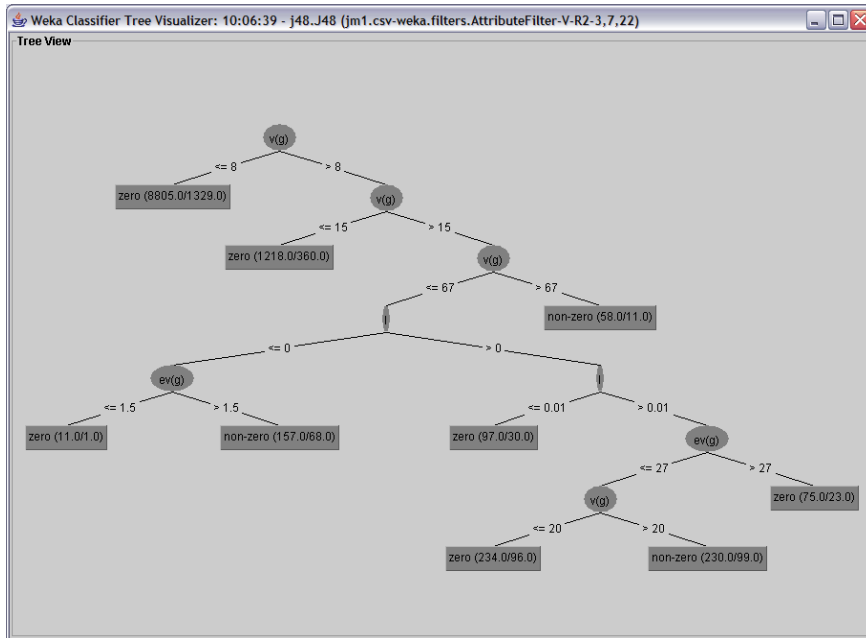 Weka Classifier Tree Visualizer: 10:06:39 - j48.J48 (jm1.csv-weka.filters.AttributeFilter-V-R2-3,7,22)
Tree View
v(g)
<= 8 > 8
zero (8805.0/1329.0) v(g)
<= 15 > 15
zero (1218.0/360.0) v(g)
<= 67 > 67
l non-zero (58.0/11.0)
<= 0 > 0
ev(g) l
<= 1.5 > 1.5 <= 0.01 > 0.01
zero (11.0/1.0) non-zero (157.0/68.0) zero (97.0/30.0) ev(g)
<= 27 > 27
v(g) zero (75.0/23.0)
<= 20 > 20
zero (234.0/96.0) non-zero (230.0/99.0)